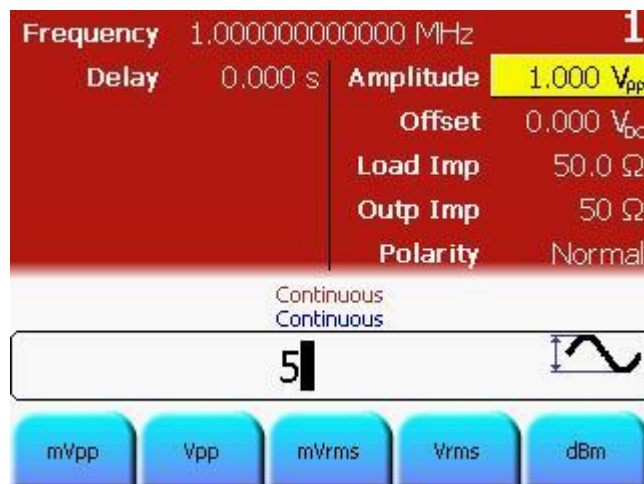 Frequency 1.000000000000 MHz 1
Delay 0.000 s
Amplitude 1.000 Vpp
Offset 0.000 VDC
Load Imp 50.0 Ω
Outp Imp 50 Ω
Polarity Normal
Continuous
Continuous
5
mVpp Vpp mVrms Vrms dBm